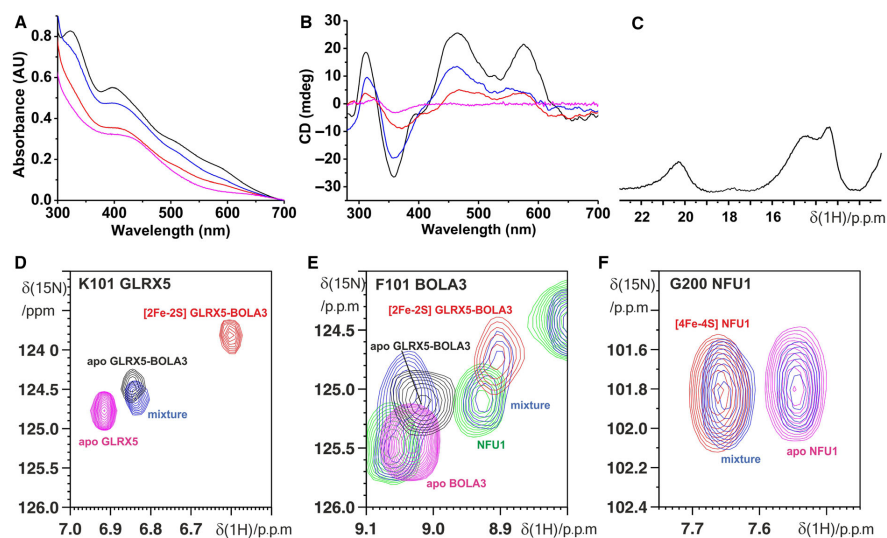 A
Absorbance (AU)
0.8
0.6
0.4
0.2
0.0
300 400 500 600 700
Wavelength (nm)
B
CD (mdeg)
30
20
10
0
−10
−20
−30
300 400 500 600 700
Wavelength (nm)
C
22 20 18 16 δ(1H)/p.p.m
D
δ(15N)
/ppm
K101 GLRX5
[2Fe-2S] GLRX5-BOLA3
apo GLRX5-BOLA3
mixture
apo GLRX5
124.0
124.5
125.0
125.5
126.0
7.0 6.9 6.8 6.7 δ(1H)/p.p.m
E
δ(15N)
/p.p.m
F101 BOLA3
[2Fe-2S] GLRX5-BOLA3
apo GLRX5-BOLA3
mixture
NFU1
apo BOLA3
124.5
125.0
125.5
126.0
9.1 9.0 8.9 δ(1H)/p.p.m
F
δ(15N)
/p.p.m
G200 NFU1
[4Fe-4S] NFU1
mixture
apo NFU1
101.6
101.8
102.0
102.2
102.4
7.7 7.6 δ(1H)/p.p.m